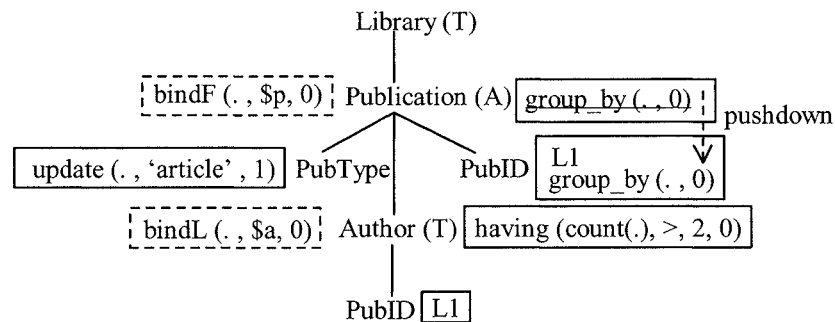 Library (T)
bindF (. , $p, 0) Publication (A) group_by (. , 0)
pushdown
update (. , 'article' , 1) PubType PubID L1
group_by (. , 0)
bindL (. , $a, 0) Author (T) having (count(.), >, 2, 0)
PubID L1